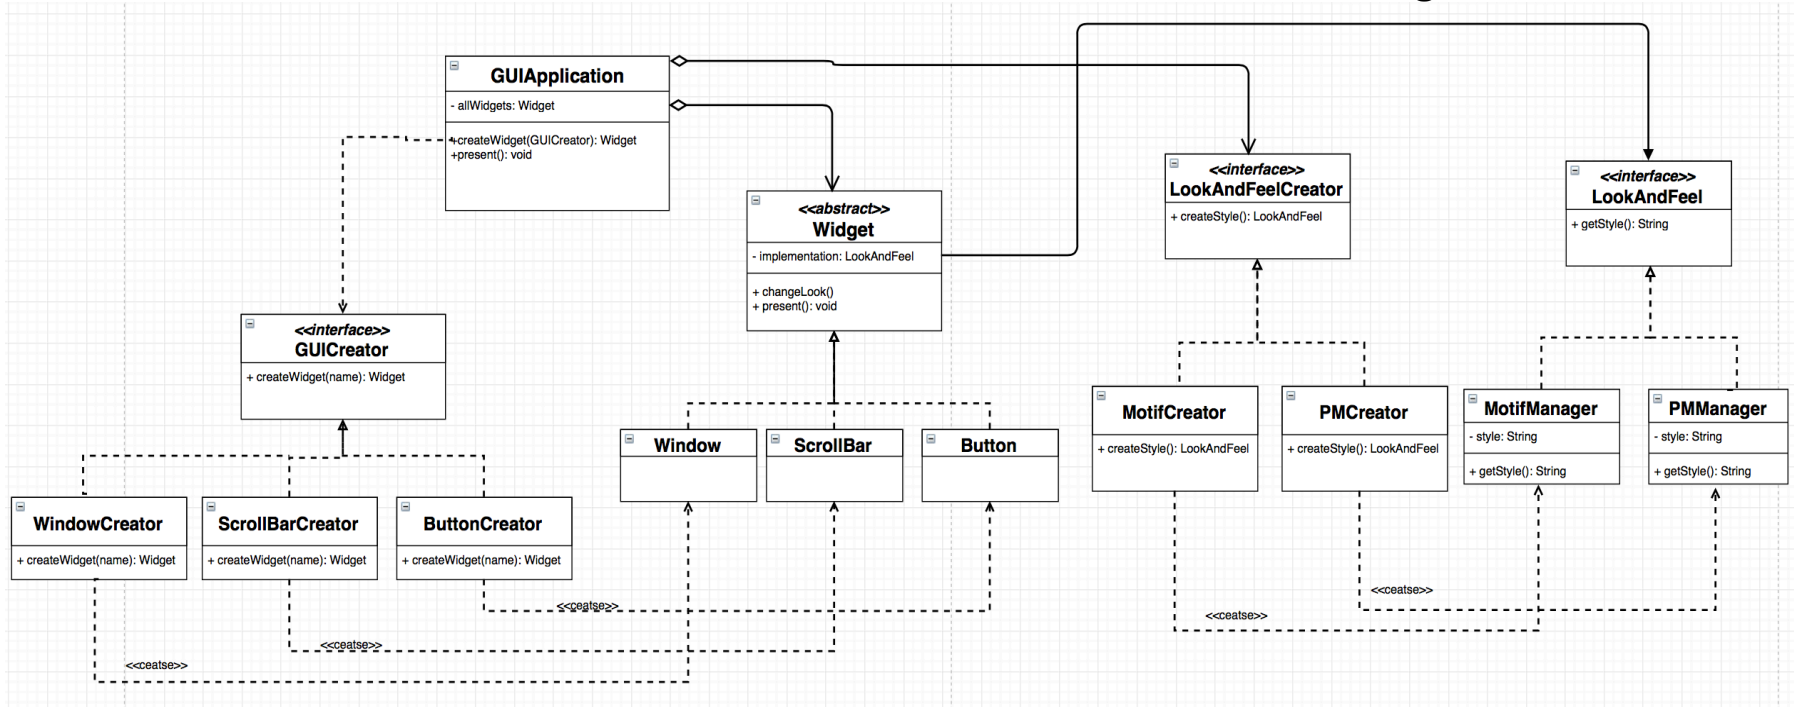 GUIApplication
- allWidgets: Widget
+createWidget(GUICreator): Widget
+present(): void
<<abstract>>
Widget
- implementation: LookAndFeel
+ changeLook()
+ present(): void
<<interface>>
LookAndFeelCreator
+ createStyle(): LookAndFeel
<<interface>>
LookAndFeel
+ getStyle(): String
<<interface>>
GUICreator
+ createWidget(name): Widget
WindowCreator
+ createWidget(name): Widget
ScrollBarCreator
+ createWidget(name): Widget
ButtonCreator
+ createWidget(name): Widget
Window
ScrollBar
Button
MotifCreator
+ createStyle(): LookAndFeel
PMCreator
+ createStyle(): LookAndFeel
MotifManager
- style: String
+ getStyle(): String
PMManager
- style: String
+ getStyle(): String
<<ceatse>>
<<ceatse>>
<<ceatse>>
<<ceatse>>
<<ceatse>>